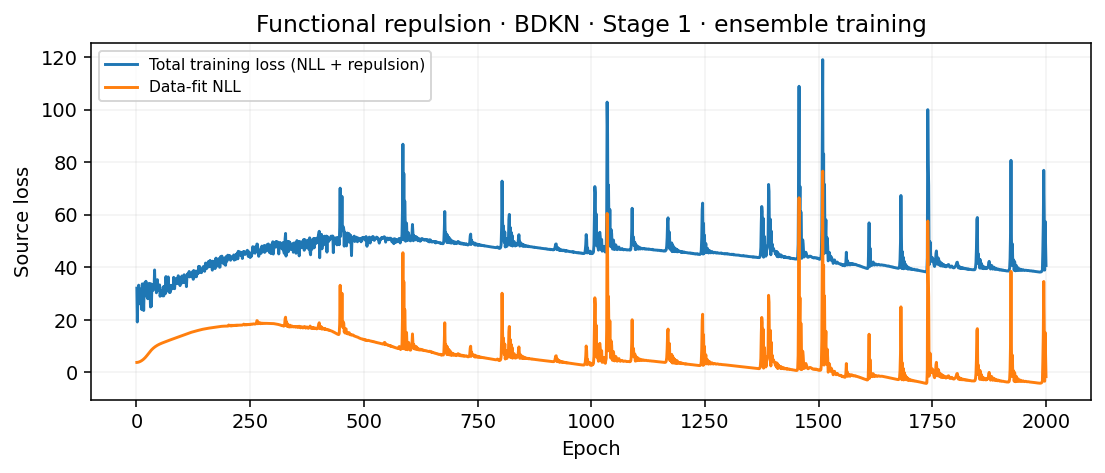 Functional repulsion · BDKN · Stage 1 · ensemble training
Total training loss (NLL + repulsion)
Data-fit NLL
Source loss
120
100
80
60
40
20
0
0 250 500 750 1000 1250 1500 1750 2000
Epoch